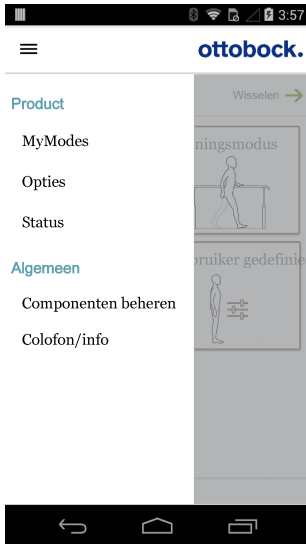 3:57
ottobock.
Product
Wisselen
MyModes
ningsmodus
Opties
Status
bruiker gedefinie
Algemeen
Componenten beheren
Colofon/info